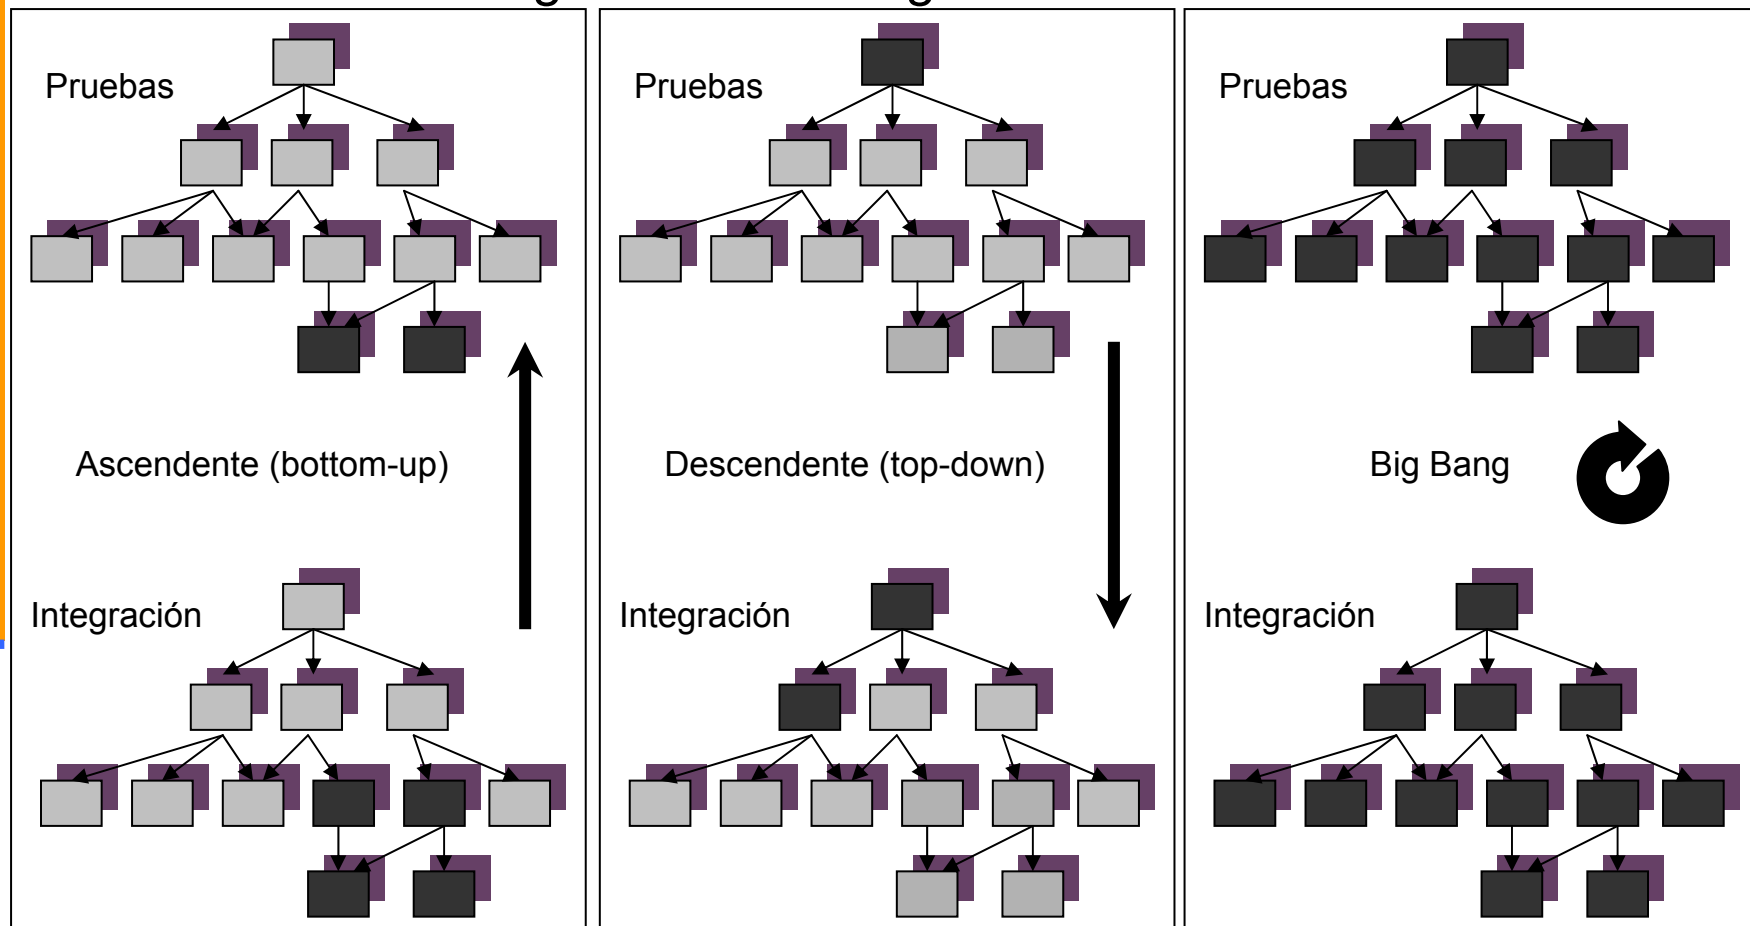 Pruebas
Ascendente (bottom-up)
Integración
Pruebas
Descendente (top-down)
Integración
Pruebas
Big Bang
Integración